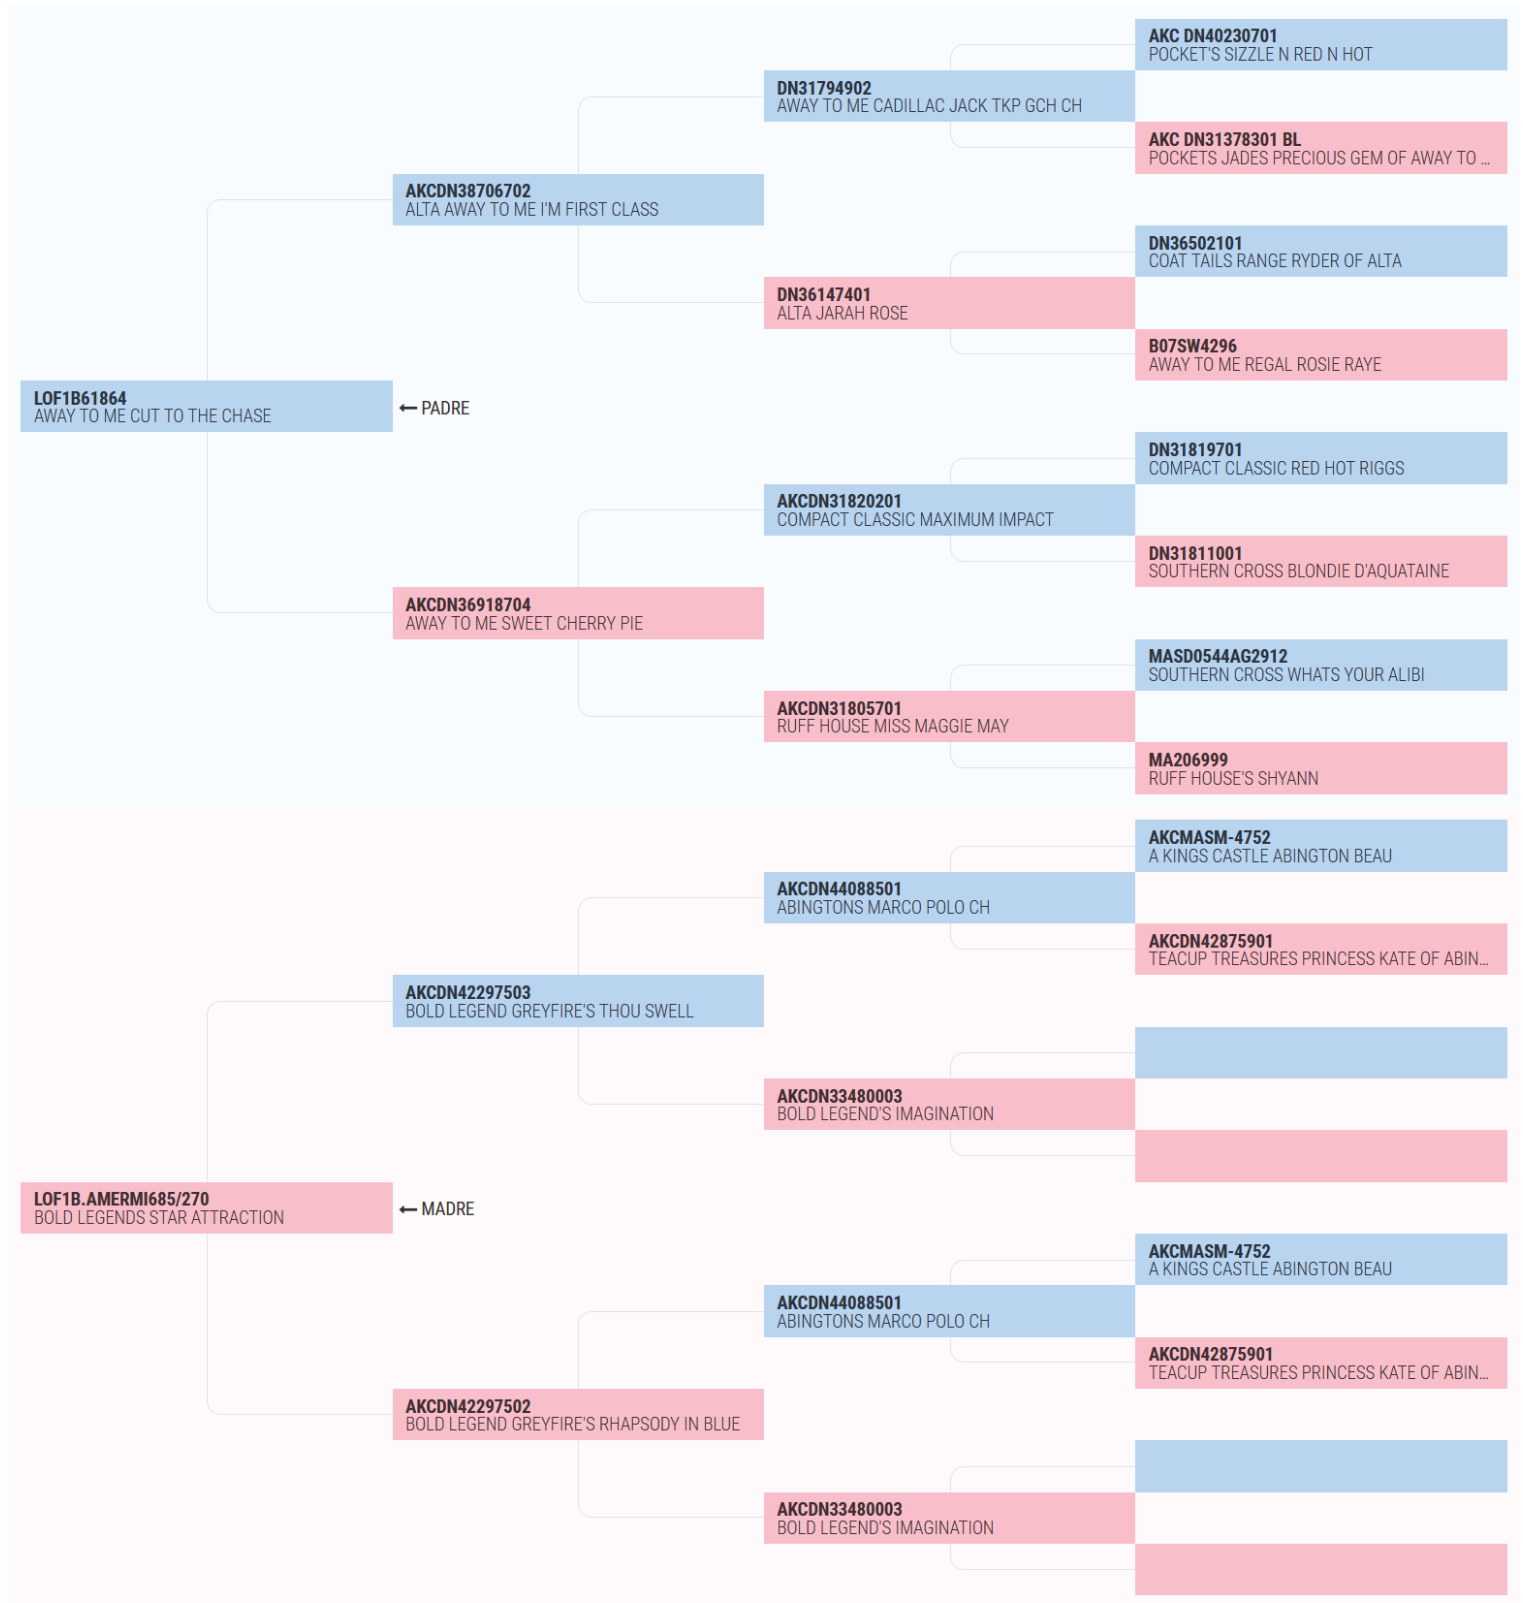 AKC DN40230701
POCKET'S SIZZLE N RED N HOT
DN31794902
AWAY TO ME CADILLAC JACK TKP GCH CH
AKC DN31378301 BL
POCKETS JADES PRECIOUS GEM OF AWAY TO ...
AKCDN38706702
ALTA AWAY TO ME I'M FIRST CLASS
DN36502101
COAT TAILS RANGE RYDER OF ALTA
DN36147401
ALTA JARAH ROSE
B07SW4296
AWAY TO ME REGAL ROSIE RAYE
LOF1B61864
AWAY TO ME CUT TO THE CHASE
← PADRE
DN31819701
COMPACT CLASSIC RED HOT RIGGS
AKCDN31820201
COMPACT CLASSIC MAXIMUM IMPACT
DN31811001
SOUTHERN CROSS BLONDIE D'AQUATAINE
AKCDN36918704
AWAY TO ME SWEET CHERRY PIE
MASD0544AG2912
SOUTHERN CROSS WHATS YOUR ALIBI
AKCDN31805701
RUFF HOUSE MISS MAGGIE MAY
MA206999
RUFF HOUSE'S SHYANN
AKCMASM-4752
A KINGS CASTLE ABINGTON BEAU
AKCDN44088501
ABINGTONS MARCO POLO CH
AKCDN42875901
TEACUP TREASURES PRINCESS KATE OF ABIN...
AKCDN42297503
BOLD LEGEND GREYFIRE'S THOU SWELL
AKCDN33480003
BOLD LEGEND'S IMAGINATION
LOF1B.AMERMI685/270
BOLD LEGENDS STAR ATTRACTION
← MADRE
AKCMASM-4752
A KINGS CASTLE ABINGTON BEAU
AKCDN44088501
ABINGTONS MARCO POLO CH
AKCDN42875901
TEACUP TREASURES PRINCESS KATE OF ABIN...
AKCDN42297502
BOLD LEGEND GREYFIRE'S RHAPSODY IN BLUE
AKCDN33480003
BOLD LEGEND'S IMAGINATION